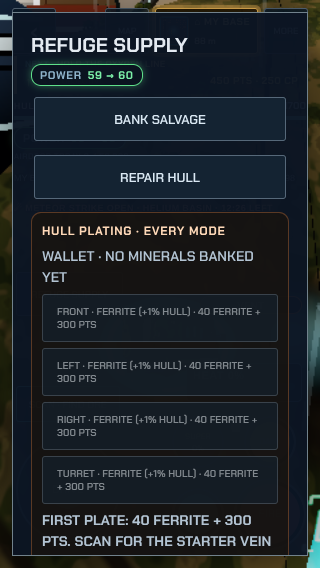 REFUGE SUPPLY
POWER 59 → 60
BANK SALVAGE
REPAIR HULL
HULL PLATING · EVERY MODE
WALLET · NO MINERALS BANKED
YET
FRONT · FERRITE (+1% HULL) · 40 FERRITE +
300 PTS
LEFT · FERRITE (+1% HULL) · 40 FERRITE +
300 PTS
RIGHT · FERRITE (+1% HULL) · 40 FERRITE +
300 PTS
TURRET · FERRITE (+1% HULL) · 40 FERRITE
+ 300 PTS
FIRST PLATE: 40 FERRITE + 300
PTS. SCAN FOR THE STARTER VEIN